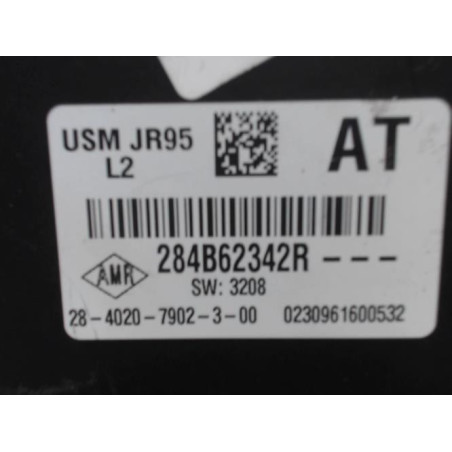 USM JR95
L2
AT
284B62342R ---
AMR
SW: 3208
28-4020-7902-3-00 0230961600532